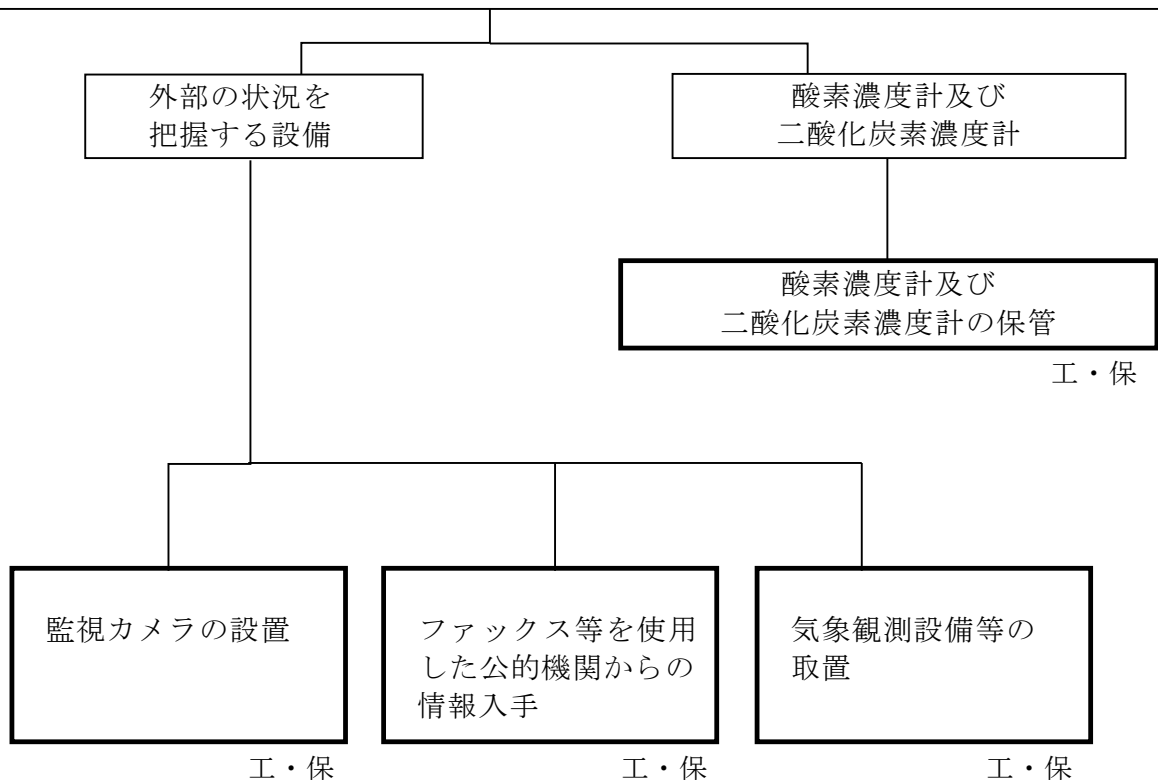 外部の状況を
把握する設備
酸素濃度計及び
二酸化炭素濃度計
酸素濃度計及び
二酸化炭素濃度計の保管
工・保
監視カメラの設置
工・保
ファックス等を使用
した公的機関からの
情報入手
工・保
気象観測設備等の
取置
工・保